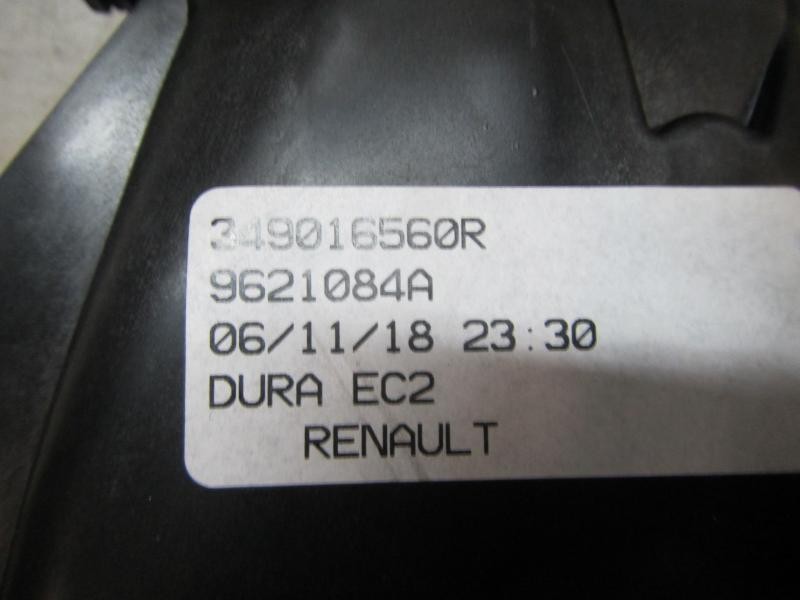 349016560R
9621084A
06/11/18 23:30
DURA EC2
RENAULT